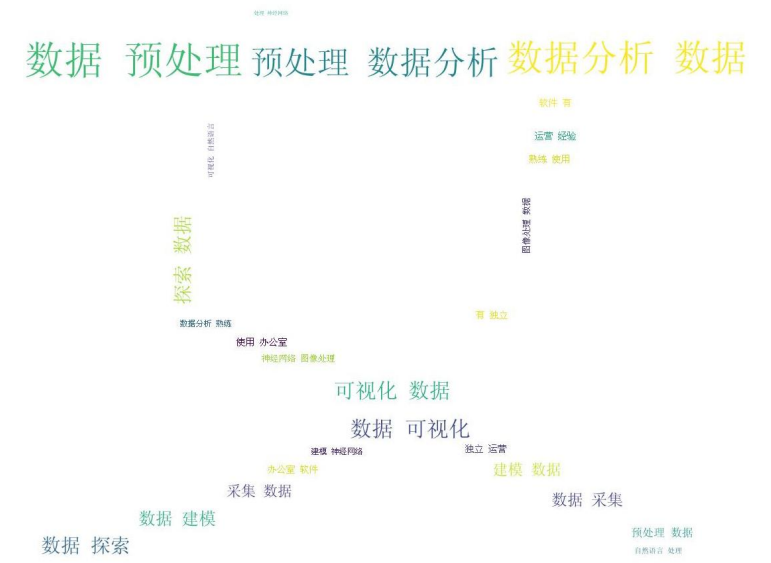 处理 神经网络
数据 预处理
预处理 数据分析
数据分析 数据
软件 有
可视化 自然语言
运营 经验
熟练 使用
图像处理 数据
探索 数据
有 独立
数据分析 熟练
使用 办公室
神经网络 图像处理
可视化 数据
数据 可视化
建模 神经网络
独立 运营
办公室 软件
建模 数据
采集 数据
数据 采集
数据 建模
预处理 数据
数据 探索
自然语言 处理